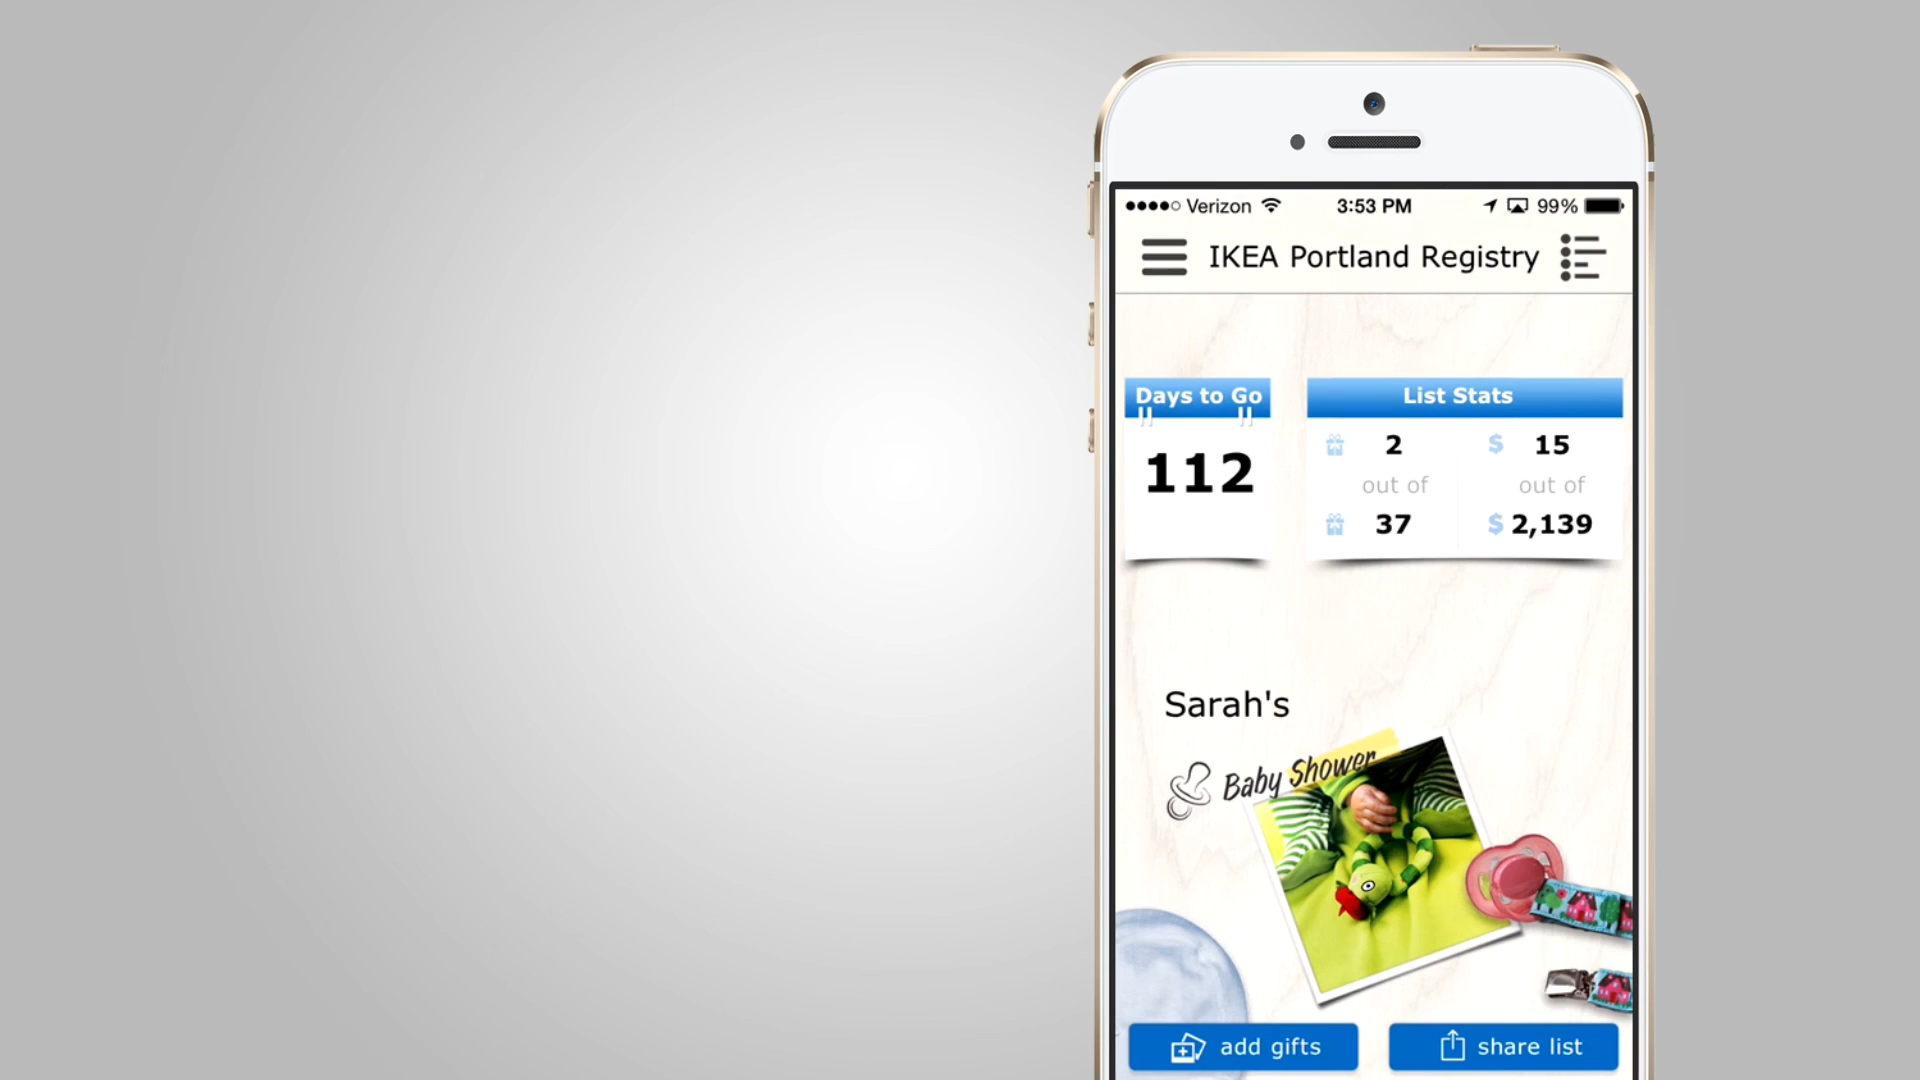 Verizon 3:53 PM 99%
IKEA Portland Registry
Days to Go
112
List Stats
2 $ 15
out of out of
37 $ 2,139
Sarah's
Baby Shower
add gifts
share list